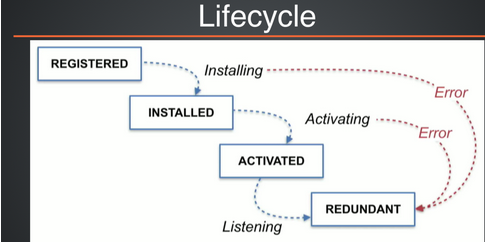 Lifecycle
REGISTERED
Installing
Error
INSTALLED
Activating
Error
ACTIVATED
REDUNDANT
Listening